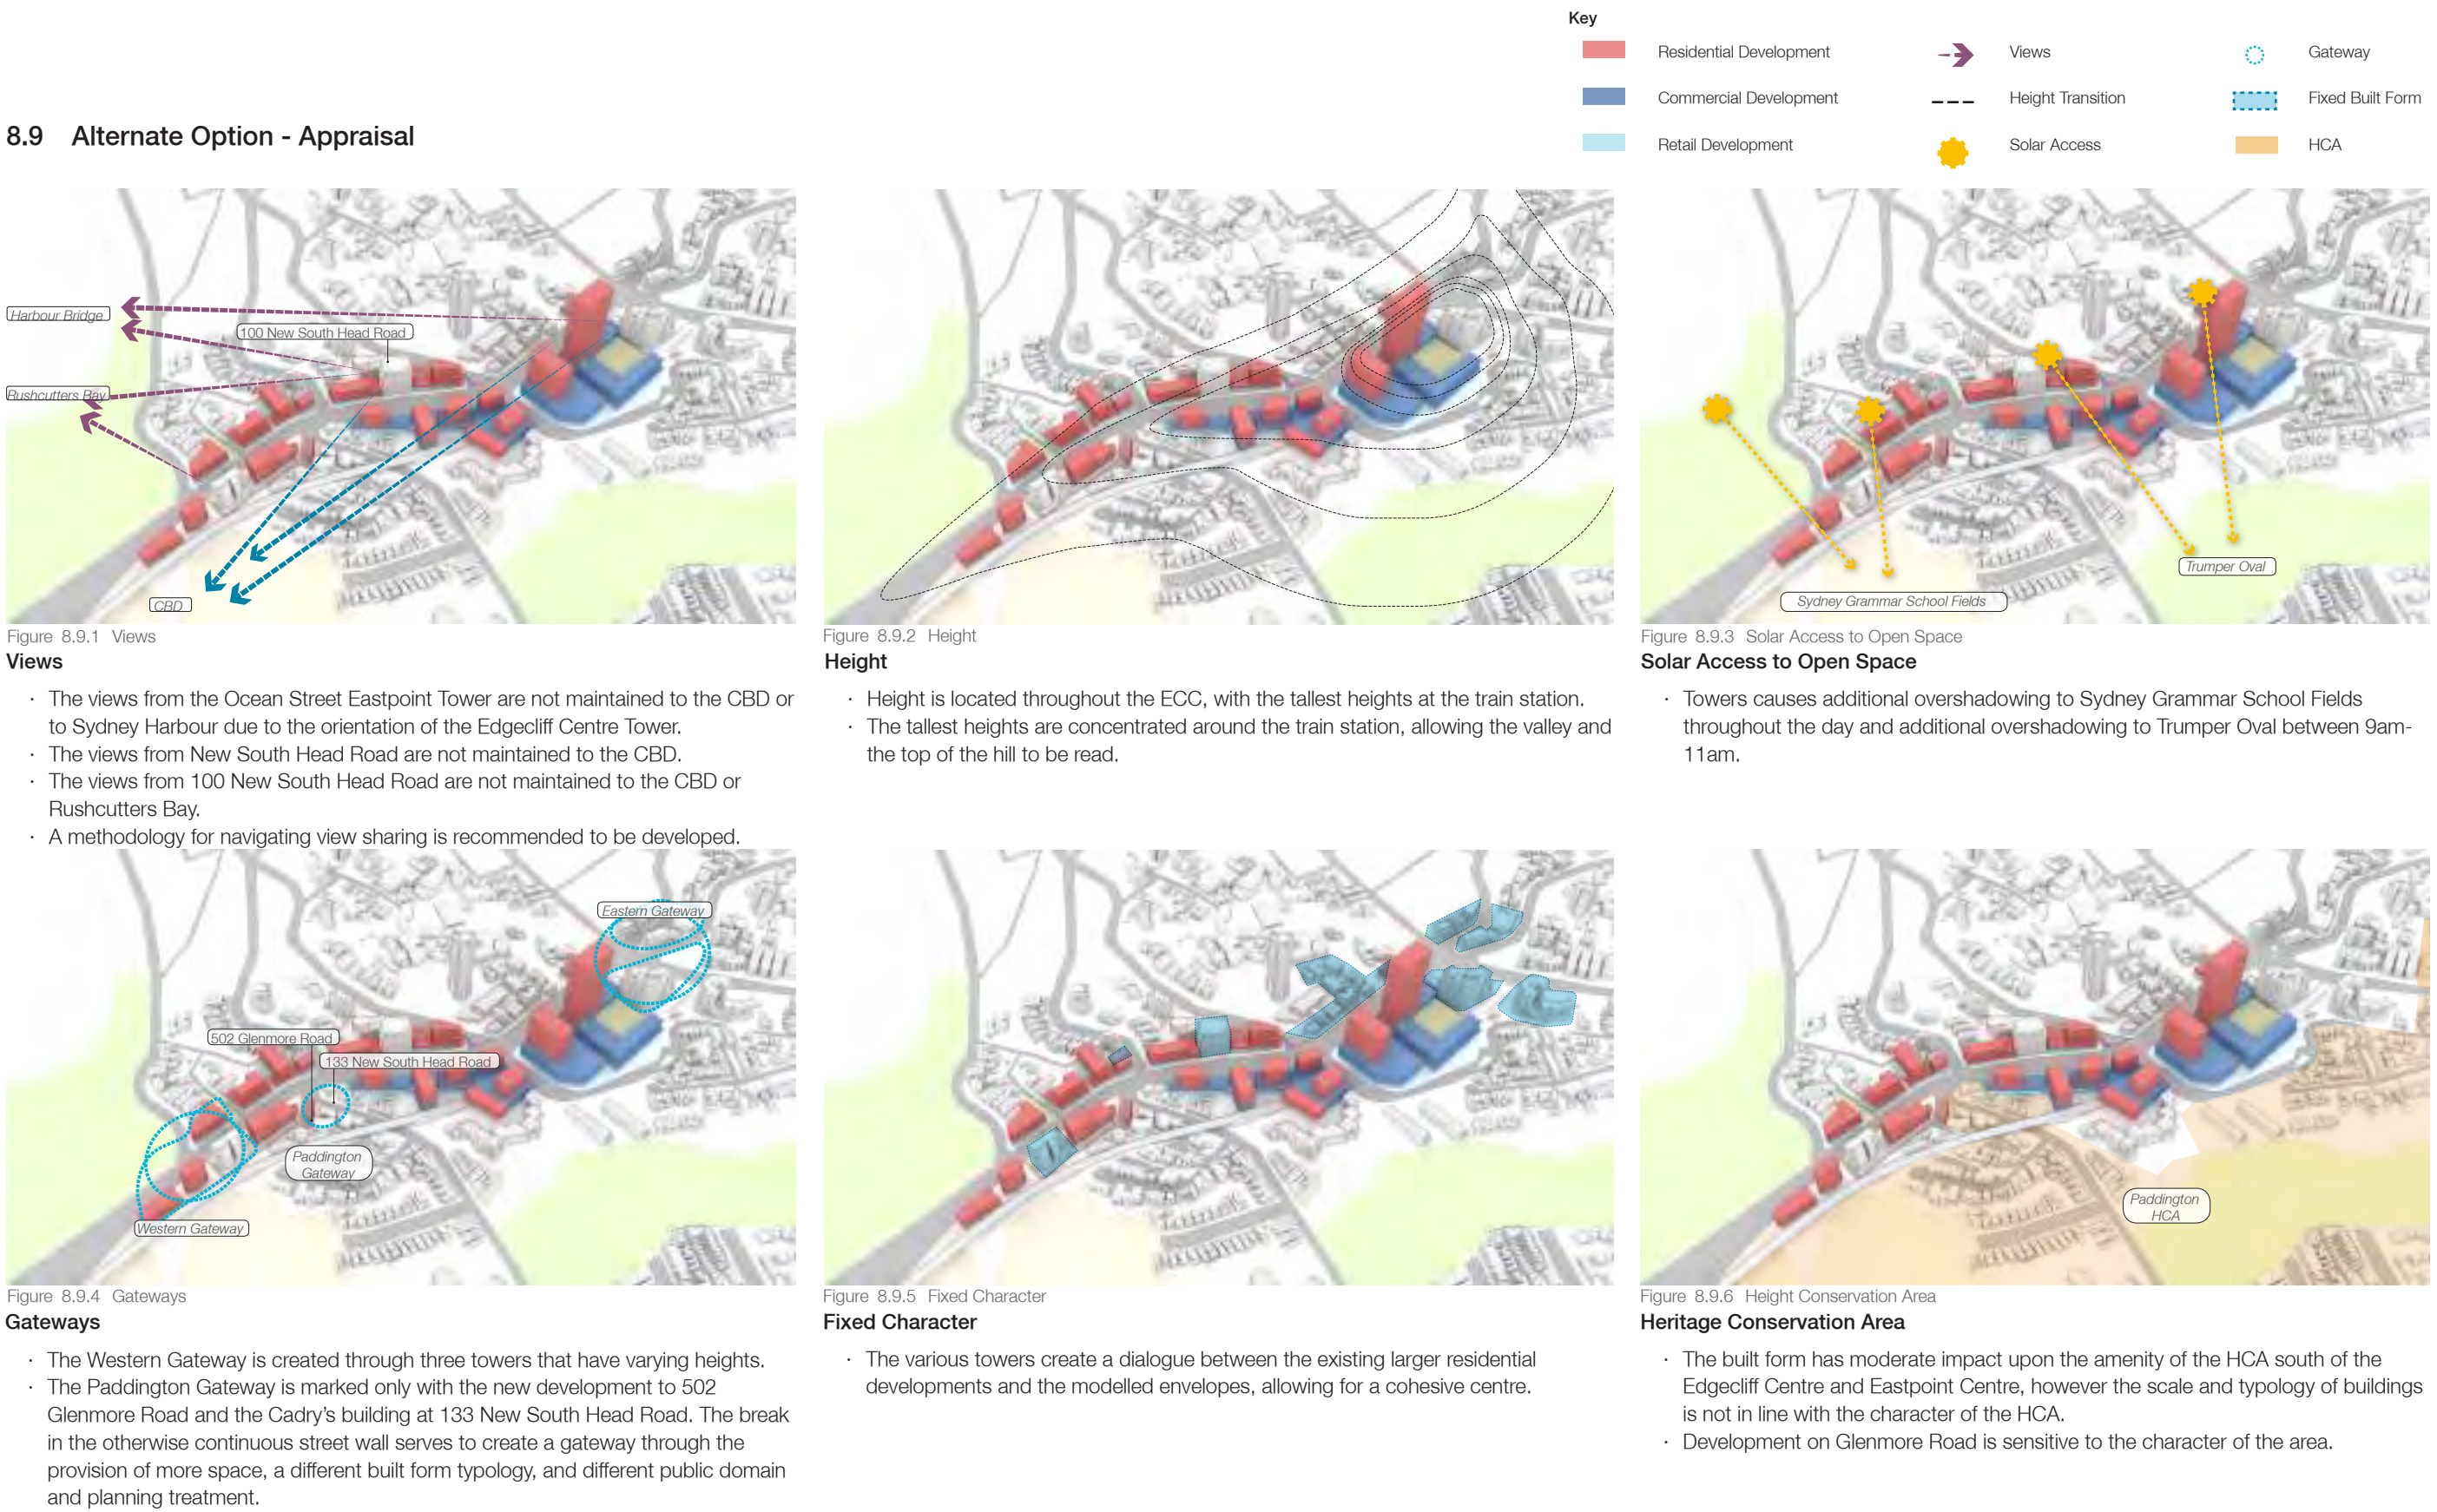 Key
Residential Development
Views
Gateway
Commercial Development
Height Transition
Fixed Built Form
Retail Development
Solar Access
HCA
8.9 Alternate Option - Appraisal
Harbour Bridge
100 New South Head Road
Rushcutters Bay
CBD
Figure 8.9.1 Views
Views
· The views from the Ocean Street Eastpoint Tower are not maintained to the CBD or
to Sydney Harbour due to the orientation of the Edgecliff Centre Tower.
· The views from New South Head Road are not maintained to the CBD.
· The views from 100 New South Head Road are not maintained to the CBD or
Rushcutters Bay.
· A methodology for navigating view sharing is recommended to be developed.
Figure 8.9.2 Height
Height
· Height is located throughout the ECC, with the tallest heights at the train station.
· The tallest heights are concentrated around the train station, allowing the valley and
the top of the hill to be read.
Trumper Oval
Sydney Grammar School Fields
Figure 8.9.3 Solar Access to Open Space
Solar Access to Open Space
· Towers causes additional overshadowing to Sydney Grammar School Fields
throughout the day and additional overshadowing to Trumper Oval between 9am-
11am.
Eastern Gateway
502 Glenmore Road
133 New South Head Road
Paddington
Gateway
Western Gateway
Figure 8.9.4 Gateways
Gateways
· The Western Gateway is created through three towers that have varying heights.
· The Paddington Gateway is marked only with the new development to 502
Glenmore Road and the Cadry's building at 133 New South Head Road. The break
in the otherwise continuous street wall serves to create a gateway through the
provision of more space, a different built form typology, and different public domain
and planning treatment.
Figure 8.9.5 Fixed Character
Fixed Character
· The various towers create a dialogue between the existing larger residential
developments and the modelled envelopes, allowing for a cohesive centre.
Paddington
HCA
Figure 8.9.6 Height Conservation Area
Heritage Conservation Area
· The built form has moderate impact upon the amenity of the HCA south of the
Edgecliff Centre and Eastpoint Centre, however the scale and typology of buildings
is not in line with the character of the HCA.
· Development on Glenmore Road is sensitive to the character of the area.